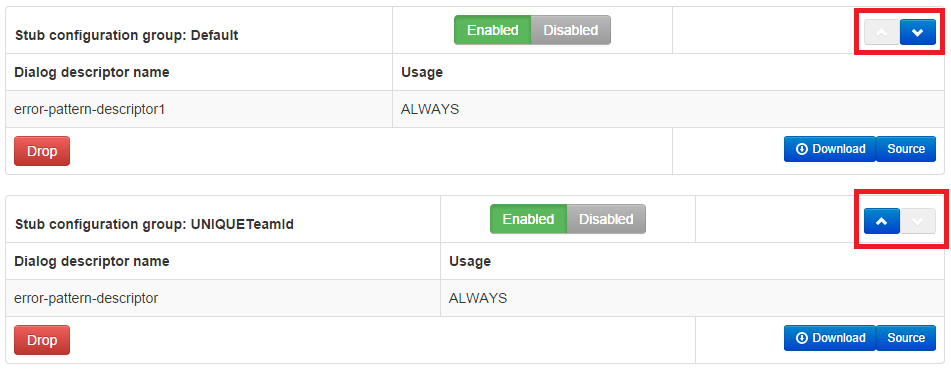 Stub configuration group: Default Enabled Disabled
Dialog descriptor name Usage
error-pattern-descriptor1 ALWAYS
Drop Download Source
Stub configuration group: UNIQUETeamId Enabled Disabled
Dialog descriptor name Usage
error-pattern-descriptor ALWAYS
Drop Download Source